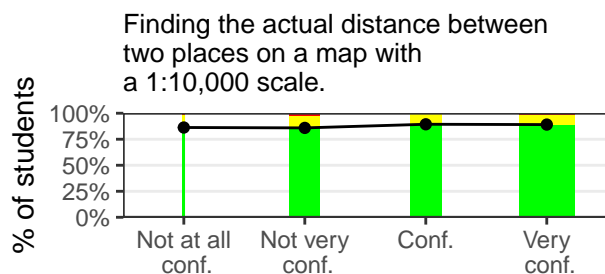 Finding the actual distance between
two places on a map with
a 1:10,000 scale.
% of students
100%
75%
50%
25%
0%
Not at all
conf.
Not very
conf.
Conf.
Very
conf.